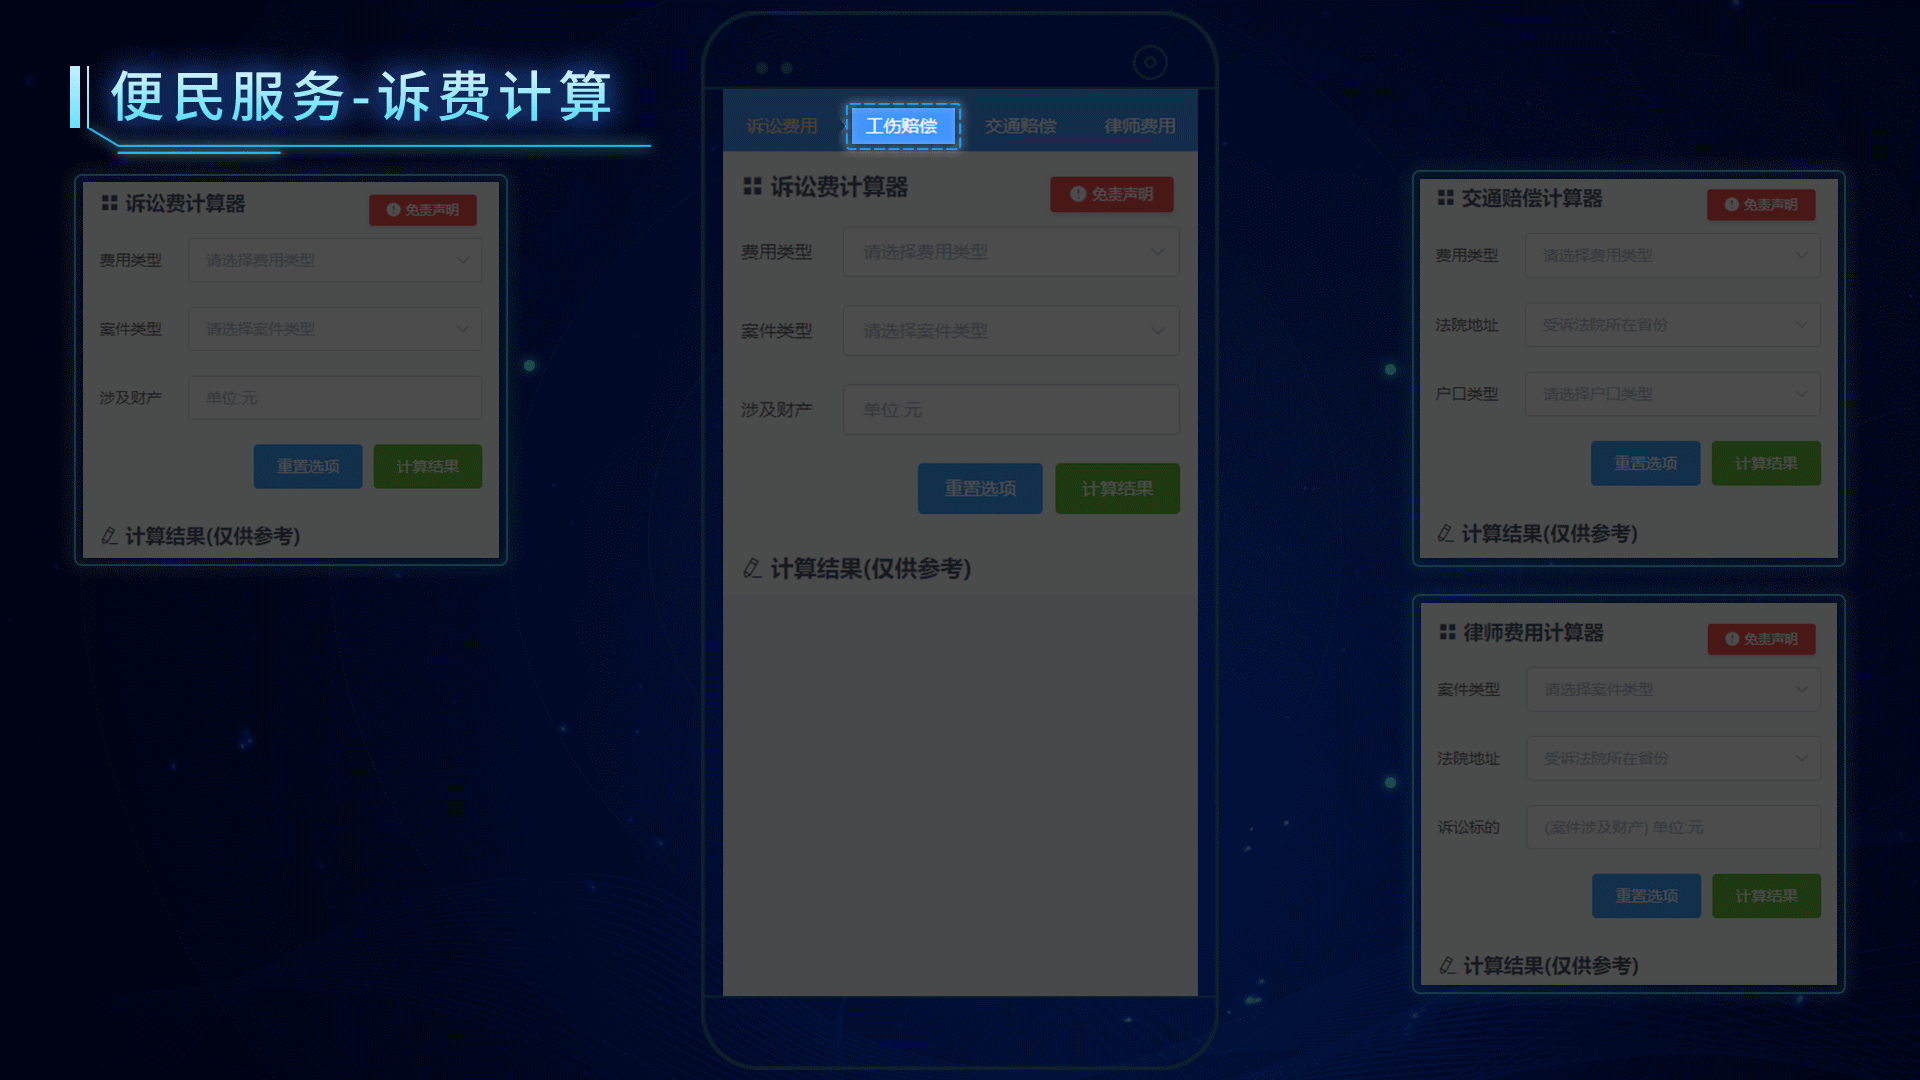 便民服务-诉费计算
诉讼费计算器
免责声明
费用类型
请选择费用类型
案件类型
请选择案件类型
涉及财产
单位:元
重置选项
计算结果
计算结果(仅供参考)
诉讼费用
工伤赔偿
交通赔偿
律师费用
诉讼费计算器
免责声明
费用类型
请选择费用类型
案件类型
请选择案件类型
涉及财产
单位:元
重置选项
计算结果
计算结果(仅供参考)
交通赔偿计算器
免责声明
费用类型
请选择费用类型
法院地址
受诉法院所在省份
户口类型
请选择户口类型
重置选项
计算结果
计算结果(仅供参考)
律师费用计算器
免责声明
案件类型
请选择案件类型
法院地址
受诉法院所在省份
诉讼标的
(案件涉及财产) 单位:元
重置选项
计算结果
计算结果(仅供参考)